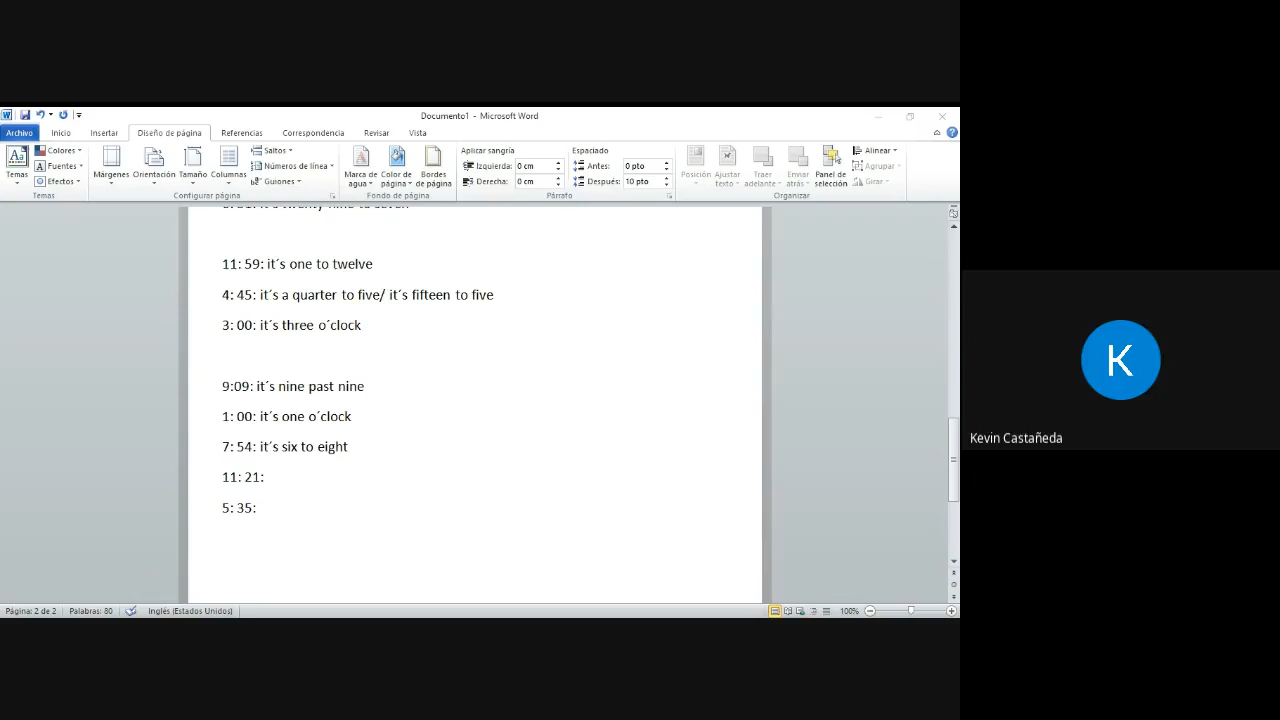 Documento1 - Microsoft Word
Archivo Inicio Insertar Diseño de página Referencias Correspondencia Revisar Vista
Aa Temas
Colores
Fuentes
Efectos
Temas
Márgenes
Orientación
Tamaño
Columnas
Saltos
Números de línea
Guiones
Configurar página
Marca de agua
Color de página
Bordes de página
Fondo de página
Aplicar sangría
Izquierda: 0 cm
Derecha: 0 cm
Espaciado
Antes: 0 pto
Después: 10 pto
Párrafo
Posición
Ajustar texto
Traer adelante
Enviar atrás
Panel de selección
Alinear
Agrupar
Girar
Organizar
11: 59: it´s one to twelve
4: 45: it´s a quarter to five/ it´s fifteen to five
3: 00: it´s three o´clock
9:09: it´s nine past nine
1: 00: it´s one o´clock
7: 54: it´s six to eight
11: 21:
5: 35:
Página: 2 de 2 Palabras: 80 Inglés (Estados Unidos) 100%
K
Kevin Castañeda